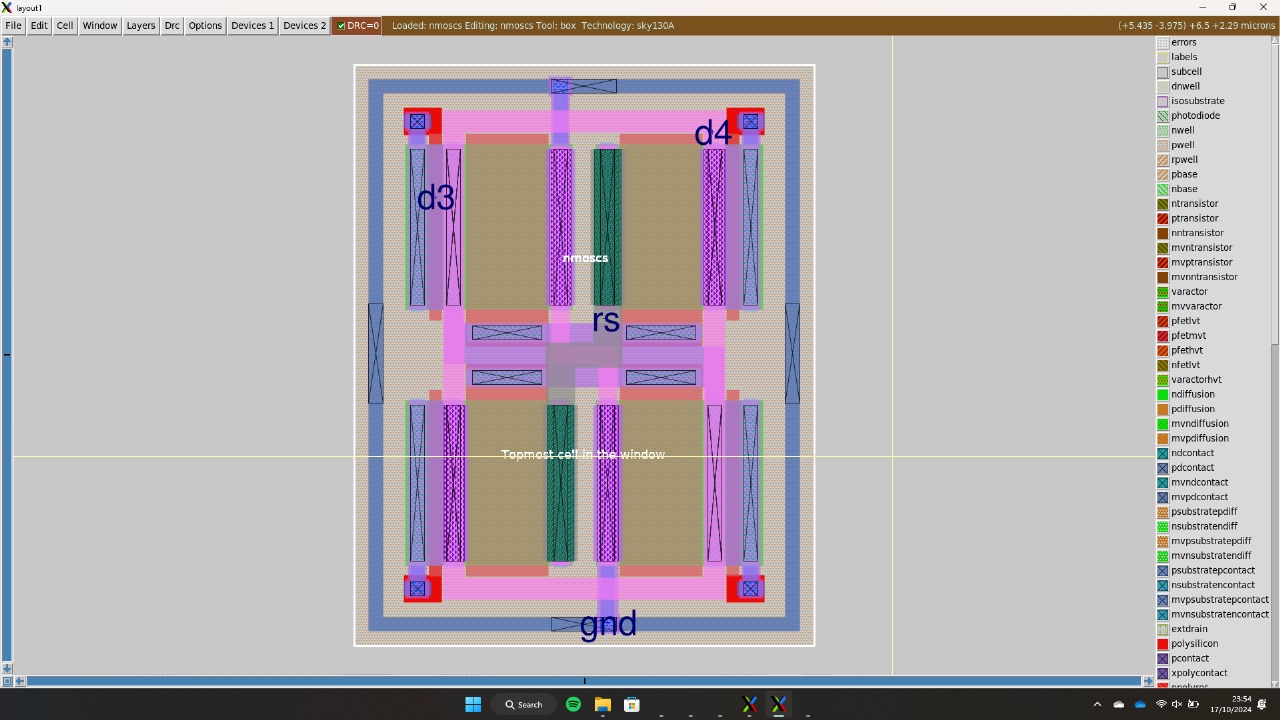 layout1
File Edit Cell Window Layers Drc Options Devices 1 Devices 2 DRC=0 Loaded: nmoscs Editing: nmoscs Tool: box Technology: sky130A (+5.435 -3.975) +6.5 +2.29 microns
errors
labels
subcell
dnwell
isosubstrate
photodiode
nwell
pwell
rpwell
pbase
nbase
ntransistor
ptransistor
nntransistor
mvntransistor
mvptransistor
mvnntransistor
varactor
mvvaractor
pfetlvt
pfetmvt
pfethvt
nfetlvt
varactorhvt
ndiffusion
pdiffusion
mvndiffusion
mvpdiffusion
ndcontact
pdcontact
mvndcontact
mvpdcontact
psubstratepdiff
nsubstratendiff
mvpsubstratepdiff
mvnsubstratendiff
psubstratepcontact
nsubstratencontact
mvpsubstratepcontact
mvnsubstratencontact
extdrain
polysilicon
pcontact
xpolycontact
d4
d3
nmoscs
rs
Topmost cell in the window
gnd
Search
23:54
17/10/2024